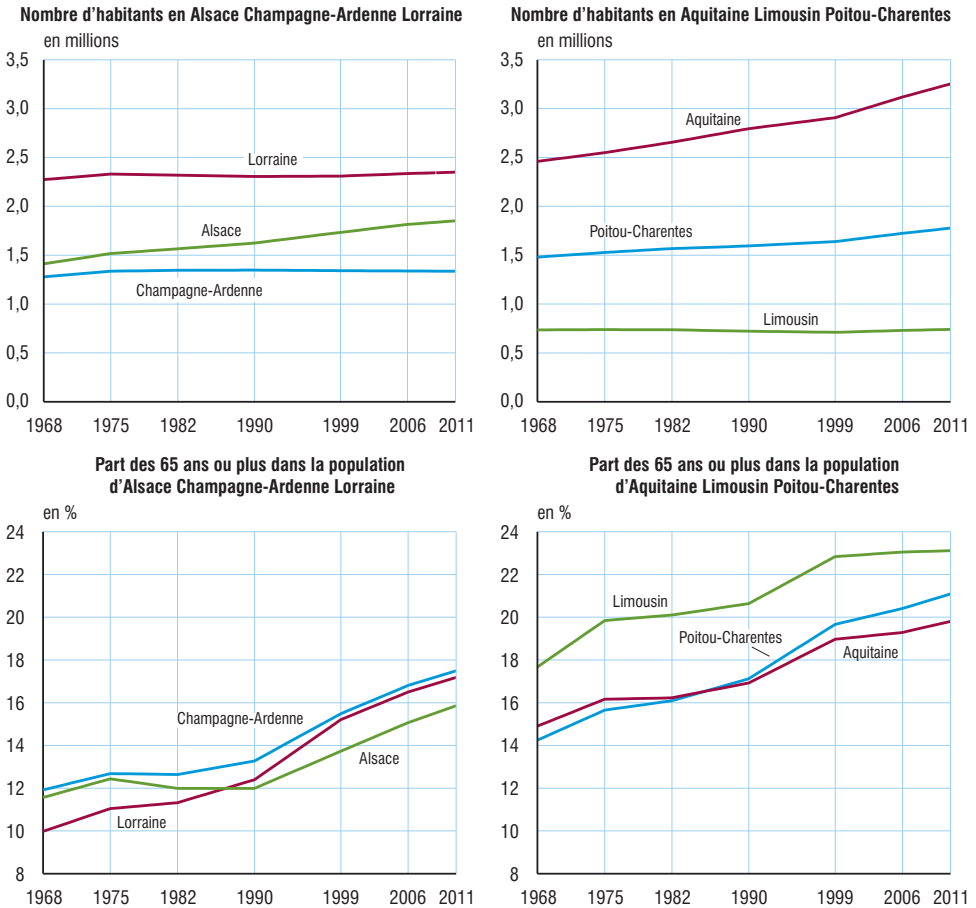 Nombre d'habitants en Alsace Champagne-Ardenne Lorraine
en millions
3,5
3,0
2,5
2,0
1,5
1,0
0,5
0,0
Lorraine
Alsace
Champagne-Ardenne
1968 1975 1982 1990 1999 2006 2011
Nombre d'habitants en Aquitaine Limousin Poitou-Charentes
en millions
3,5
3,0
2,5
2,0
1,5
1,0
0,5
0,0
Aquitaine
Poitou-Charentes
Limousin
1968 1975 1982 1990 1999 2006 2011
Part des 65 ans ou plus dans la population
d'Alsace Champagne-Ardenne Lorraine
en %
24
22
20
18
16
14
12
10
8
Champagne-Ardenne
Alsace
Lorraine
1968 1975 1982 1990 1999 2006 2011
Part des 65 ans ou plus dans la population
d'Aquitaine Limousin Poitou-Charentes
en %
24
22
20
18
16
14
12
10
8
Limousin
Poitou-Charentes
Aquitaine
1968 1975 1982 1990 1999 2006 2011